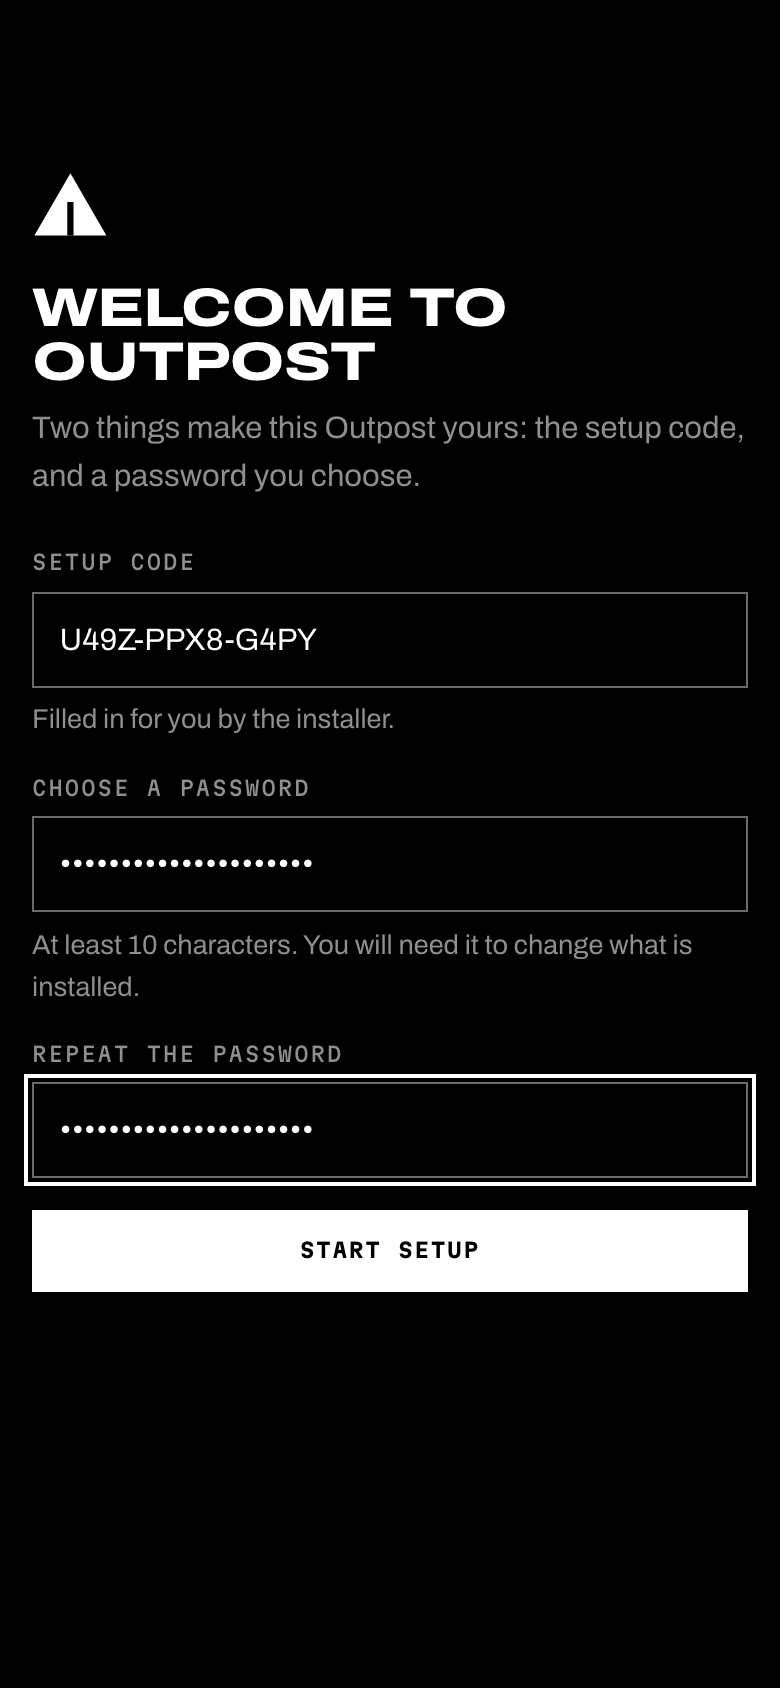 WELCOME TO
OUTPOST
Two things make this Outpost yours: the setup code,
and a password you choose.
SETUP CODE
U49Z-PPX8-G4PY
Filled in for you by the installer.
CHOOSE A PASSWORD
•••••••••••••••••••••
At least 10 characters. You will need it to change what is
installed.
REPEAT THE PASSWORD
•••••••••••••••••••••
START SETUP